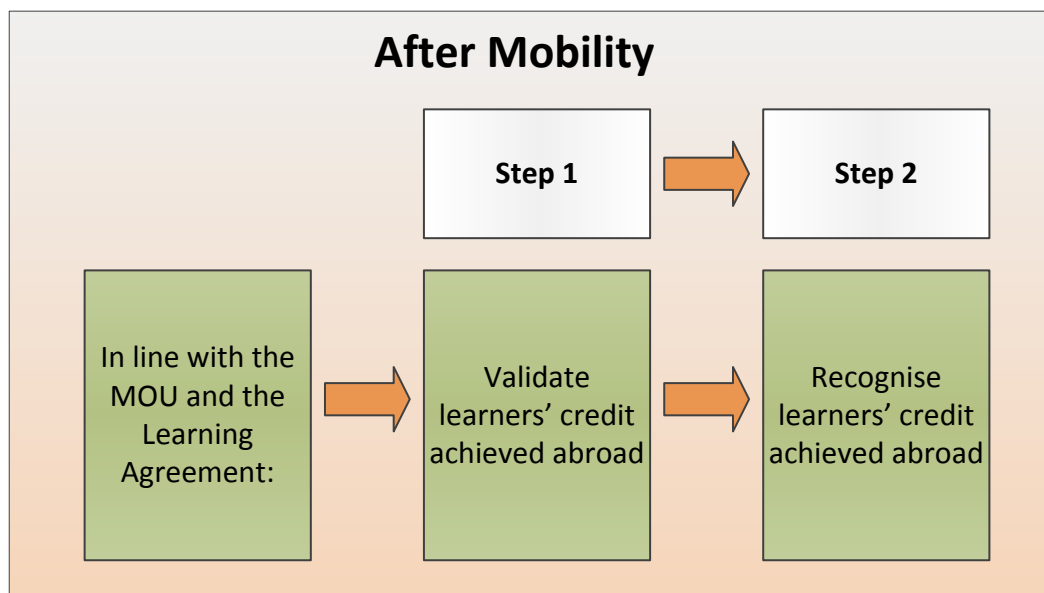 After Mobility
Step 1
Step 2
In line with the
MOU and the
Learning
Agreement:
Validate
learners’ credit
achieved abroad
Recognise
learners’ credit
achieved abroad